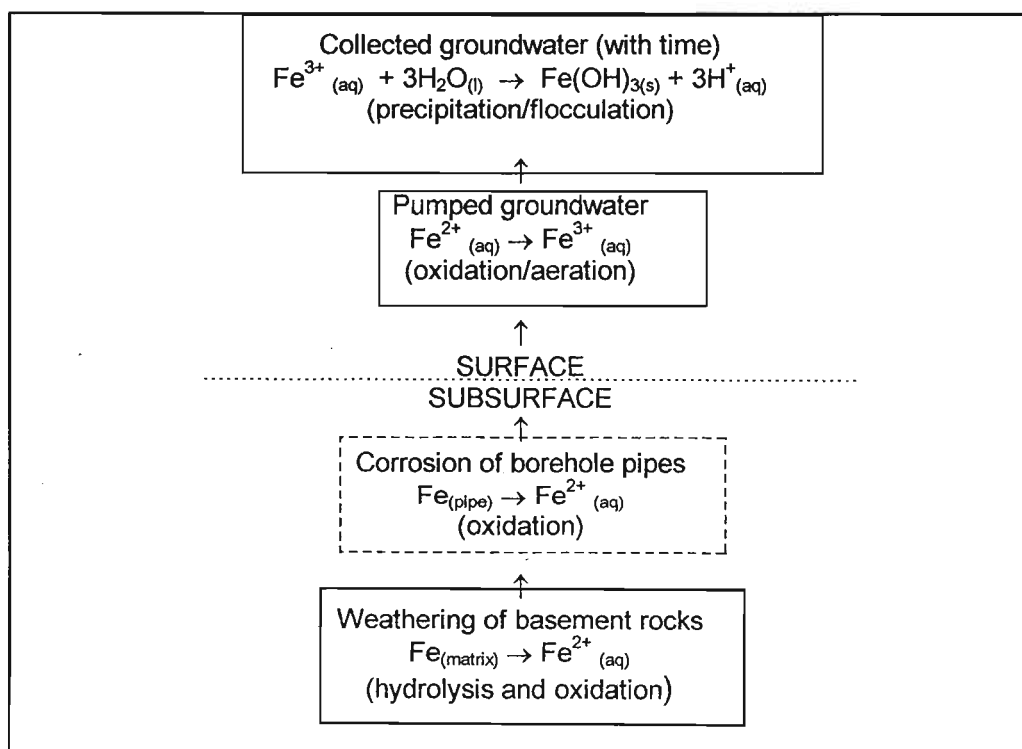 Collected groundwater (with time)
Fe³⁺ (aq) + 3H₂O(l) → Fe(OH)₃(s) + 3H⁺(aq)
(precipitation/flocculation)
Pumped groundwater
Fe²⁺ (aq) → Fe³⁺ (aq)
(oxidation/aeration)
SURFACE
SUBSURFACE
Corrosion of borehole pipes
Fe(pipe) → Fe²⁺ (aq)
(oxidation)
Weathering of basement rocks
Fe(matrix) → Fe²⁺ (aq)
(hydrolysis and oxidation)